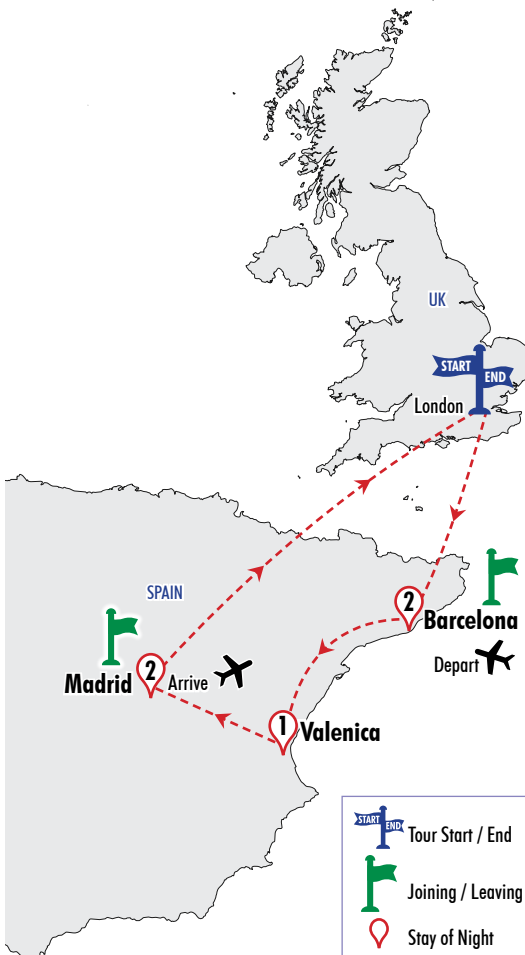 UK
START
END
London
SPAIN
2
Barcelona
Depart
2
Madrid
Arrive
1
Valenica
START
END
Tour Start / End
Joining / Leaving
Stay of Night